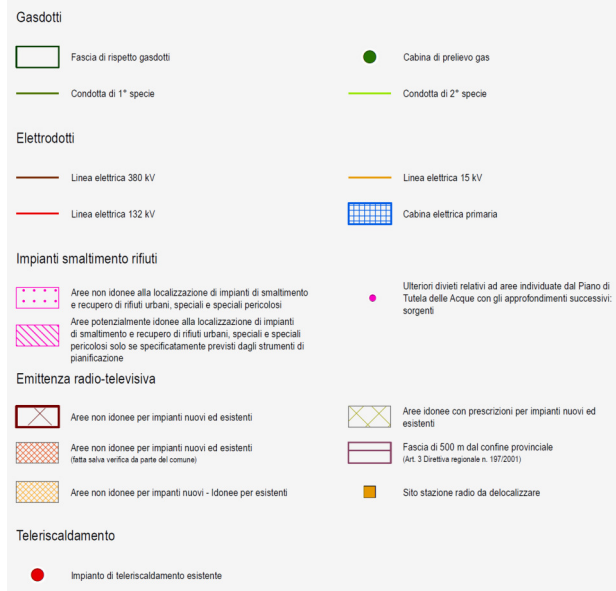 Gasdotti
Fascia di rispetto gasdotti
Cabina di prelievo gas
Condotta di 1° specie
Condotta di 2° specie
Elettrodotti
Linea elettrica 380 kV
Linea elettrica 15 kV
Linea elettrica 132 kV
Cabina elettrica primaria
Impianti smaltimento rifiuti
Aree non idonee alla localizzazione di impianti di smaltimento
e recupero di rifiuti urbani, speciali e speciali pericolosi
Ulteriori divieti relativi ad aree individuate dal Piano di
Tutela delle Acque con gli approfondimenti successivi:
sorgenti
Aree potenzialmente idonee alla localizzazione di impianti
di smaltimento e recupero di rifiuti urbani, speciali e speciali
pericolosi solo se specificatamente previsti dagli strumenti di
pianificazione
Emittenza radio-televisiva
Aree non idonee per impianti nuovi ed esistenti
Aree idonee con prescrizioni per impianti nuovi ed
esistenti
Aree non idonee per impianti nuovi ed esistenti
(fatta salva verifica da parte del comune)
Fascia di 500 m dal confine provinciale
(Art. 3 Direttiva regionale n. 197/2001)
Aree non idonee per impanti nuovi - Idonee per esistenti
Sito stazione radio da delocalizzare
Teleriscaldamento
Impianto di teleriscaldamento esistente